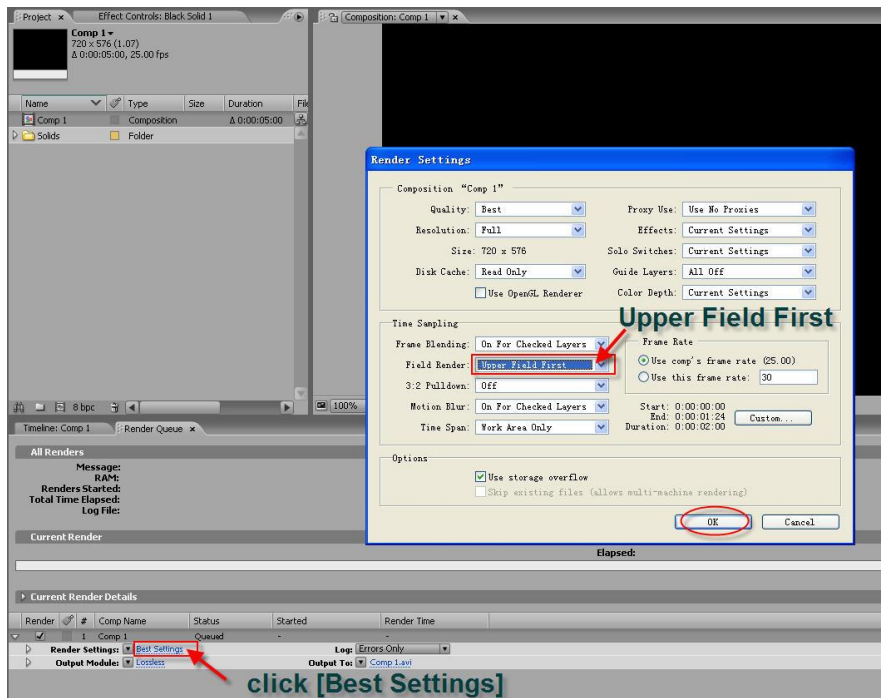 Project × Effect Controls: Black Solid 1
Composition: Comp 1 ×
Comp 1
720 x 576 (1.07)
Δ 0:00:05:00, 25.00 fps
Name Type Size Duration File
Comp 1 Composition Δ 0:00:05:00
Solids Folder
8 bpc
100%
Render Settings
Composition “Comp 1”
Quality: Best Proxy Use: Use No Proxies
Resolution: Full Effects: Current Settings
Size: 720 x 576 Solo Switches: Current Settings
Disk Cache: Read Only Guide Layers: All Off
Use OpenGL Renderer Color Depth: Current Settings
Upper Field First
Time Sampling
Frame Blending: On For Checked Layers
Frame Rate
Field Render: Upper Field First
Use comp's frame rate (25.00)
3:2 Pulldown: Off
Use this frame rate: 30
Motion Blur: On For Checked Layers
Time Span: Work Area Only
Start: 0:00:00:00
End: 0:00:01:24
Duration: 0:00:02:00
Custom...
Options
Use storage overflow
Skip existing files (allows multi-machine rendering)
OK Cancel
Timeline: Comp 1 Render Queue ×
All Renders
Message:
RAM:
Renders Started:
Total Time Elapsed:
Log File:
Current Render
Elapsed:
Current Render Details
Render # Comp Name Status Started Render Time
1 Comp 1 Queued - -
Render Settings: Best Settings Log: Errors Only
Output Module: Lossless Output To: Comp 1.avi
click [Best Settings]